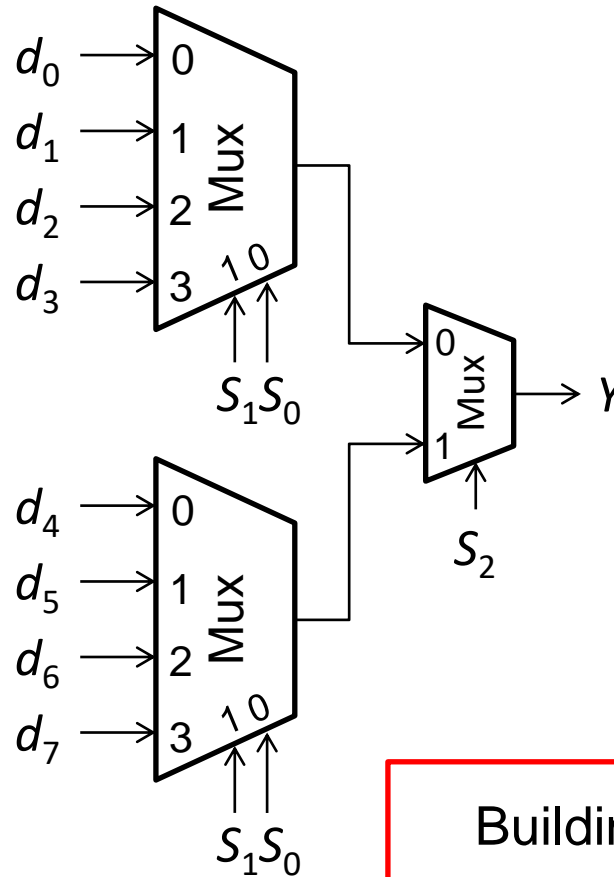 d₀ 0
d₁ 1
Mux
d₂ 2
d₃ 3
1 0
S₁S₀
0
Mux
1
Y
S₂
d₄ 0
d₅ 1
Mux
d₆ 2
d₇ 3
1 0
S₁S₀